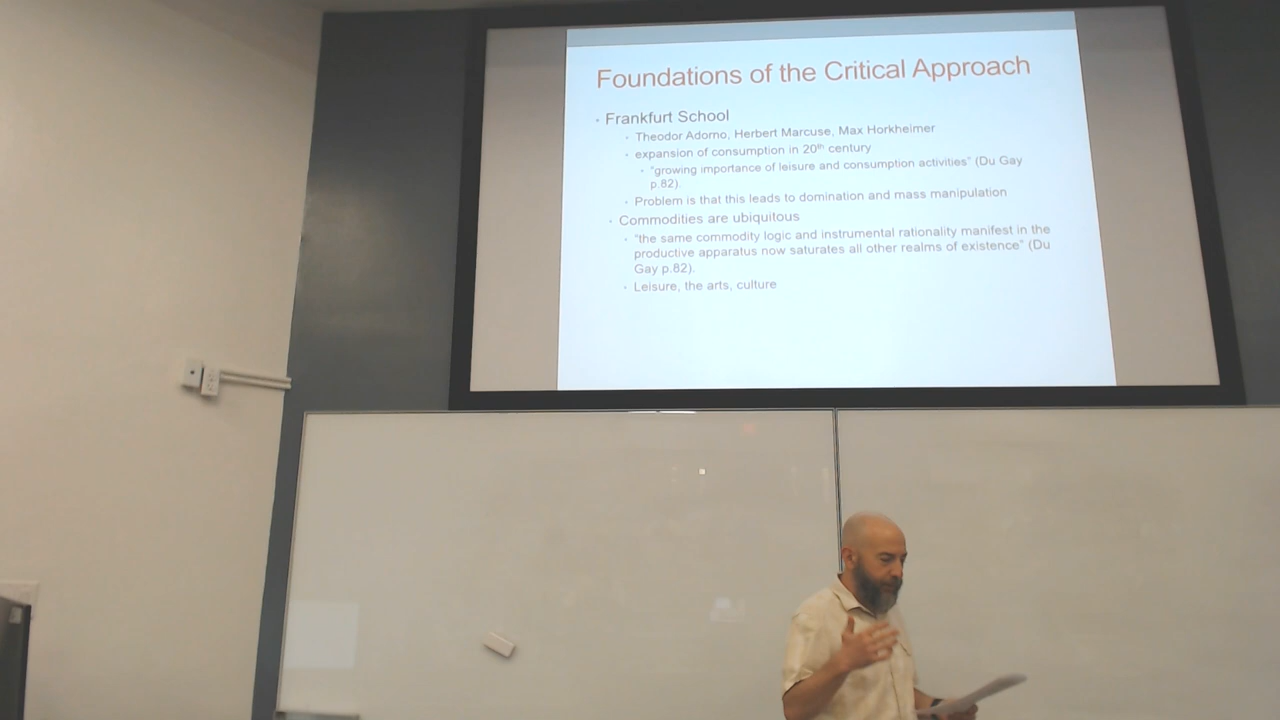 Foundations of the Critical Approach
• Frankfurt School
• Theodor Adorno, Herbert Marcuse, Max Horkheimer
• expansion of consumption in 20th century
• "growing importance of leisure and consumption activities" (Du Gay
p.82).
• Problem is that this leads to domination and mass manipulation
• Commodities are ubiquitous
• "the same commodity logic and instrumental rationality manifest in the
productive apparatus now saturates all other realms of existence" (Du
Gay p.82).
• Leisure, the arts, culture